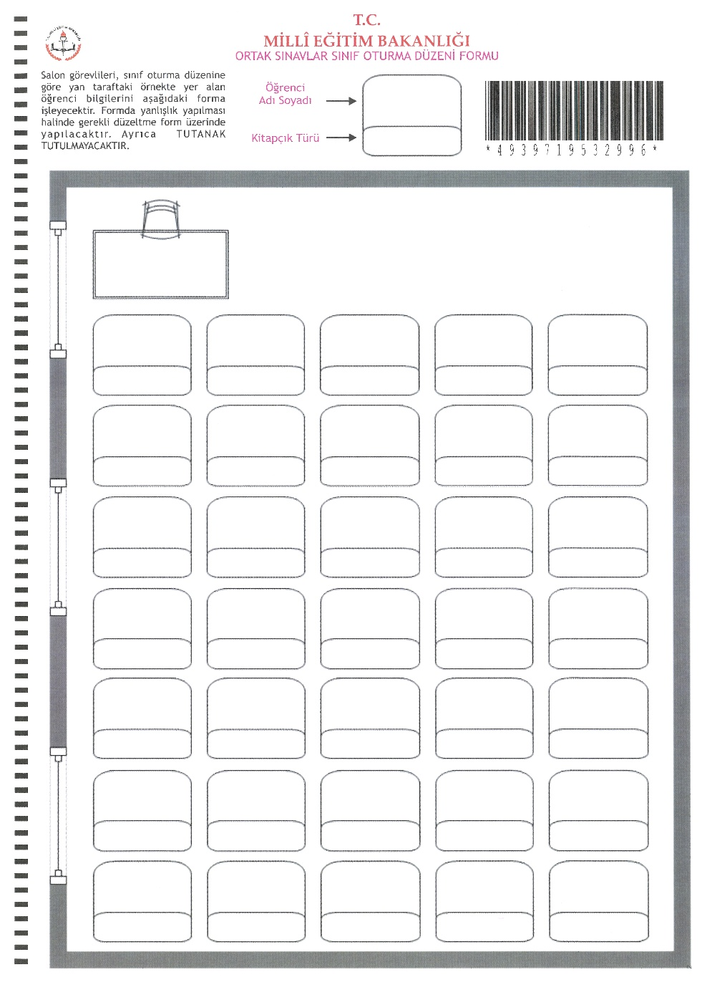 T.C.
MİLLÎ EĞİTİM BAKANLIĞI
ORTAK SINAVLAR SINIF OTURMA DÜZENİ FORMU
Salon görevlileri, sınıf oturma düzenine
göre yan taraftaki örnekte yer alan
öğrenci bilgilerini aşağıdaki forma
işleyecektir. Formda yanlışlık yapılması
halinde gerekli düzeltme form üzerinde
yapılacaktır. Ayrıca TUTANAK
TUTULMAYACAKTIR.
Öğrenci
Adı Soyadı
Kitapçık Türü
*4939719532996*